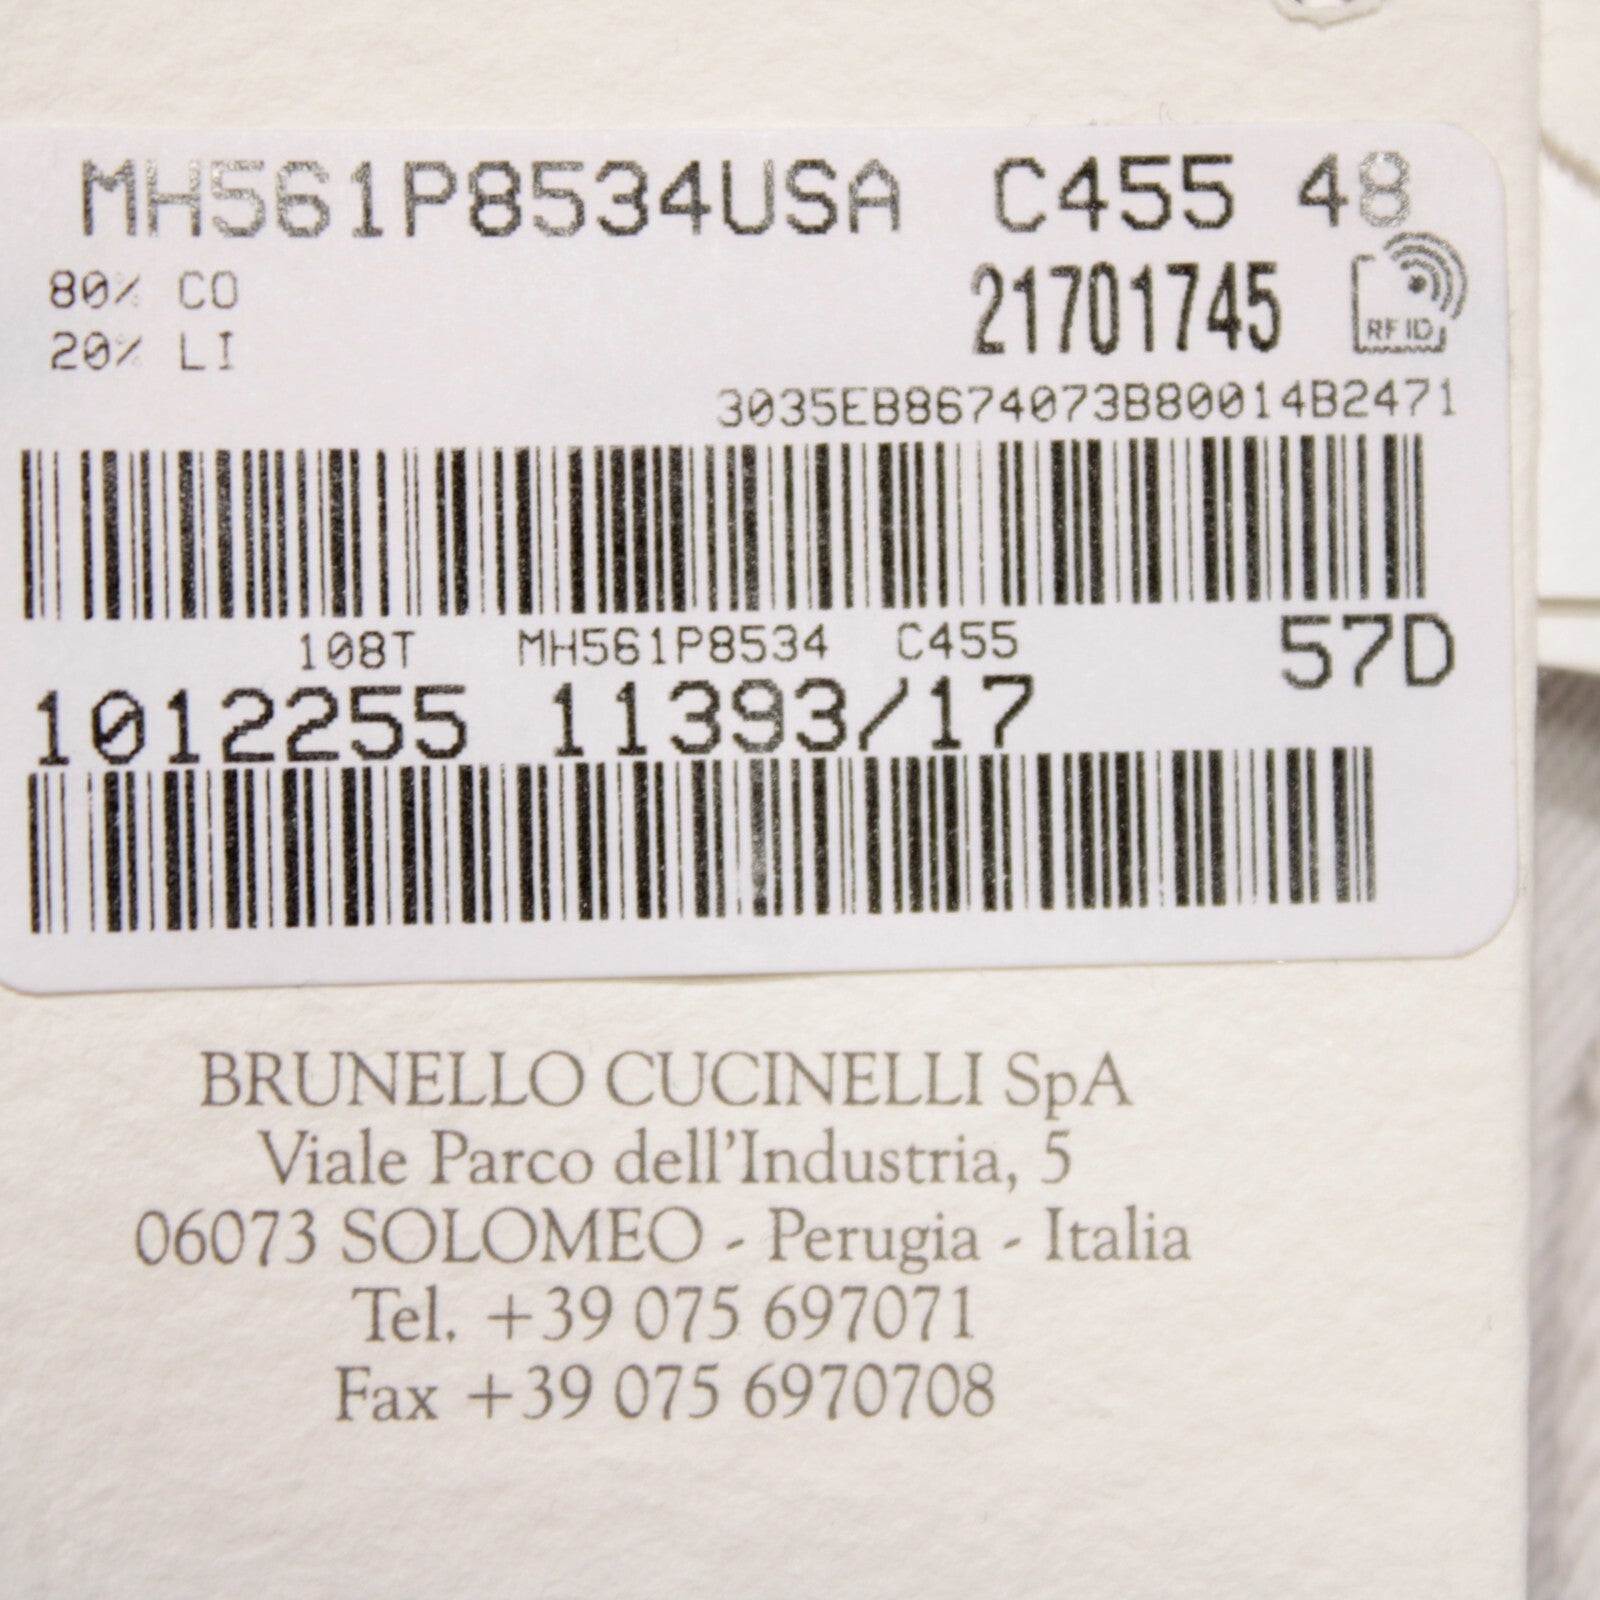 MH561P8534USA C455 48
80% CO
20% LI
21701745
RFID
3035EB8674073B80014B2471
108T MH561P8534 C455
57D
1012255 11393/17
BRUNELLO CUCINELLI SpA
Viale Parco dell'Industria, 5
06073 SOLOMEO - Perugia - Italia
Tel. +39 075 697071
Fax +39 075 6970708